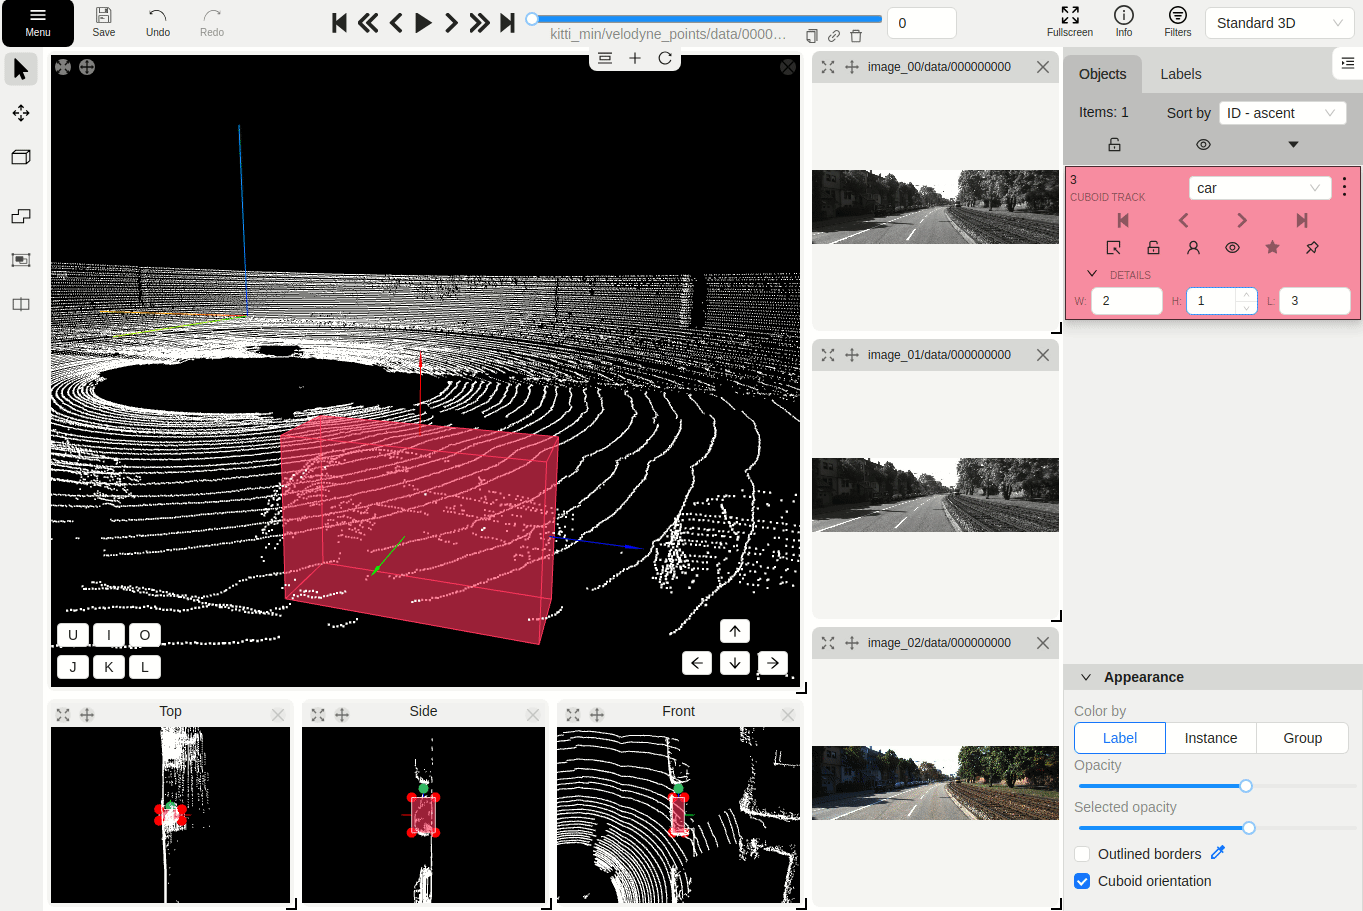 Menu
Save
Undo
Redo
kitti_min/velodyne_points/data/0000...
0
Fullscreen
Info
Filters
Standard 3D
image_00/data/000000000
Objects
Labels
Items: 1
Sort by
ID - ascent
3
CUBOID TRACK
car
DETAILS
W:
2
H:
1
L:
3
image_01/data/000000000
U
I
O
J
K
L
image_02/data/000000000
Top
Side
Front
Appearance
Color by
Label
Instance
Group
Opacity
Selected opacity
Outlined borders
Cuboid orientation